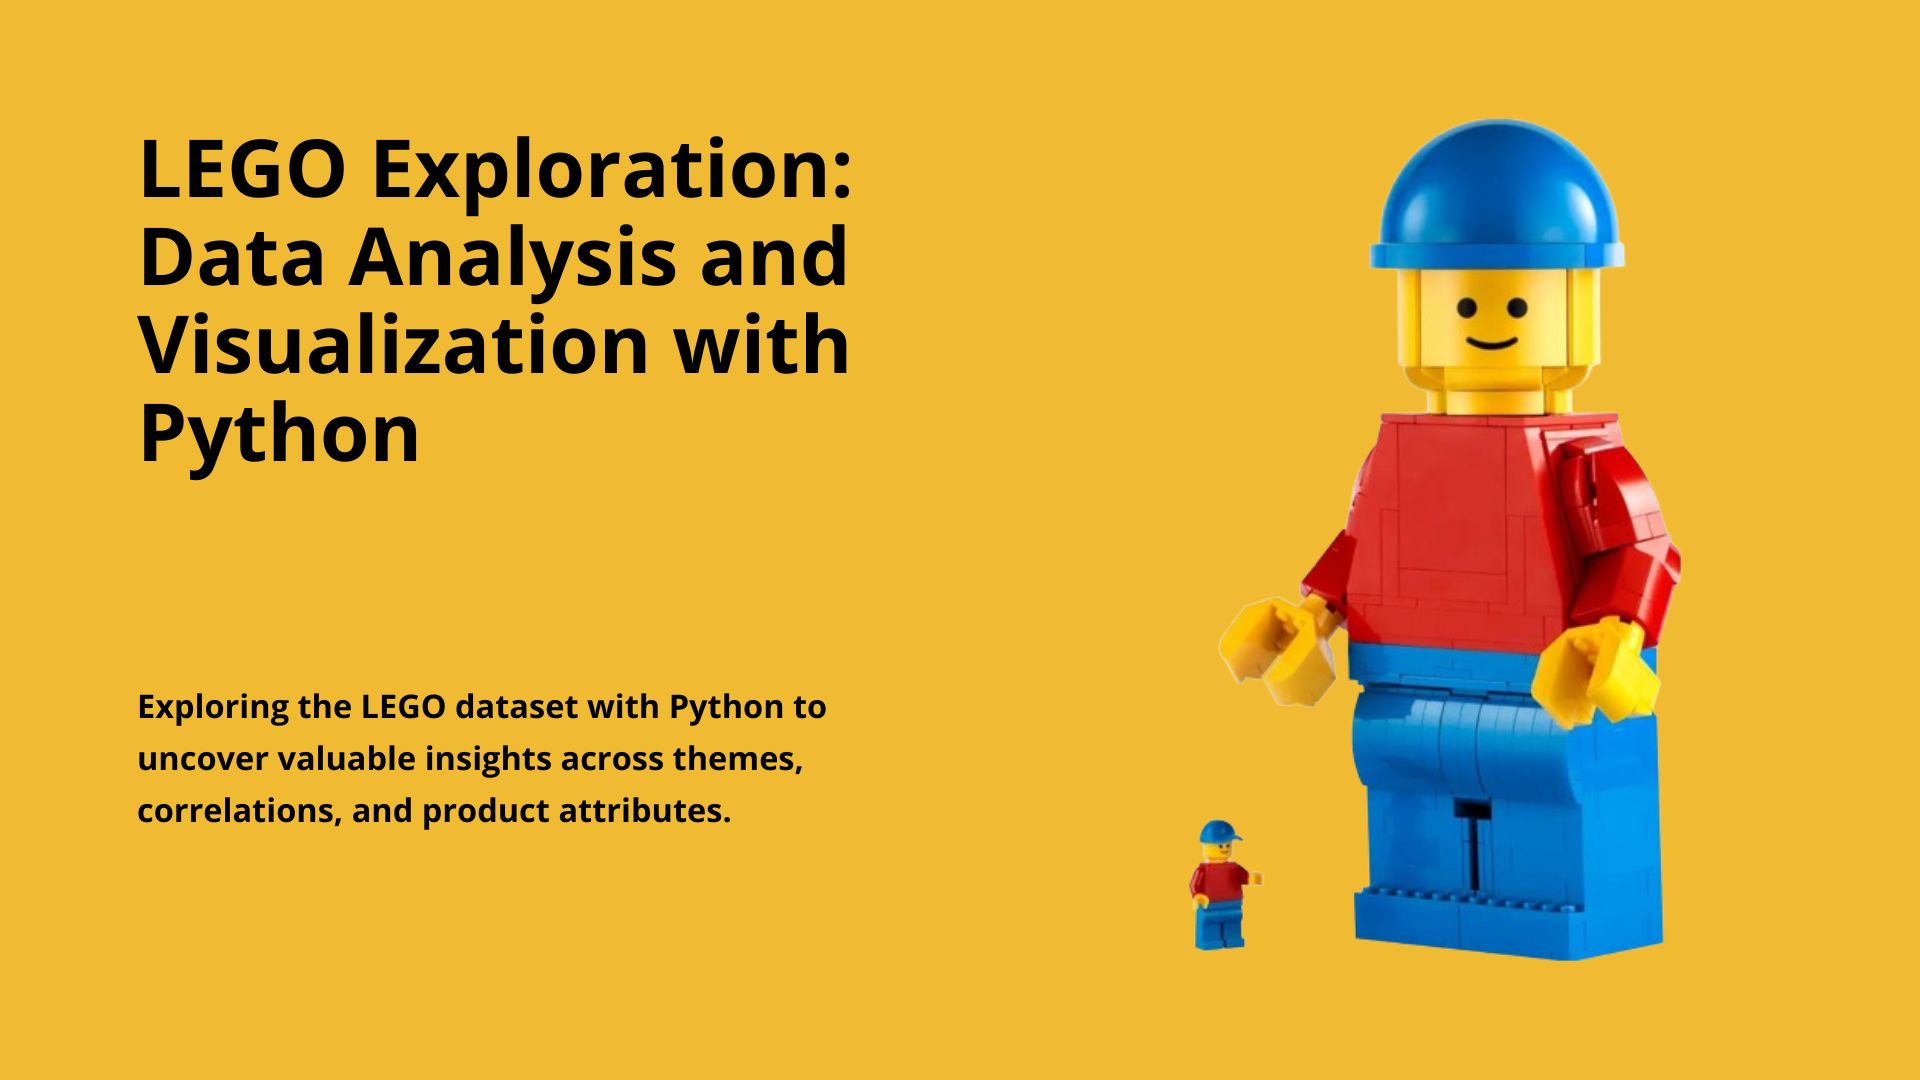 LEGO Exploration:
Data Analysis and
Visualization with
Python
Exploring the LEGO dataset with Python to
uncover valuable insights across themes,
correlations, and product attributes.